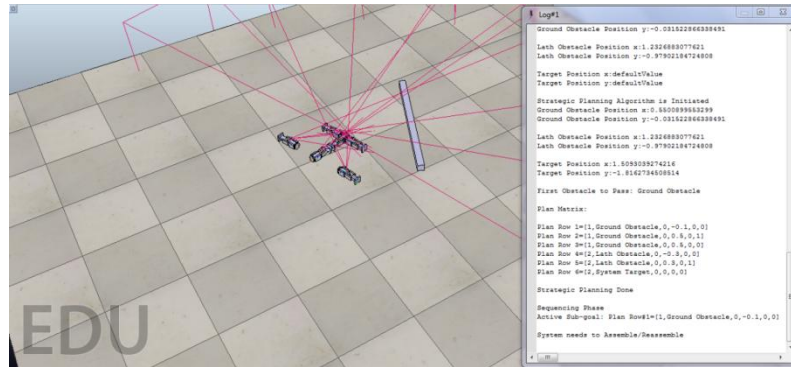 EDU
Log#1
Ground Obstacle Position y:-0.031522866338491
Lath Obstacle Position x:1.2326883077621
Lath Obstacle Position y:-0.97902184724808
Target Position x:defaultValue
Target Position y:defaultValue
Strategic Planning Algorithm is Initiated
Ground Obstacle Position x:0.5500899553299
Ground Obstacle Position y:-0.031522866338491
Lath Obstacle Position x:1.2326883077621
Lath Obstacle Position y:-0.97902184724808
Target Position x:1.5093039274216
Target Position y:-1.8162734508514
First Obstacle to Pass: Ground Obstacle
Plan Matrix:
Plan Row 1=[1,Ground Obstacle,0,-0.1,0,0]
Plan Row 2=[1,Ground Obstacle,0,0.5,0,1]
Plan Row 3=[1,Ground Obstacle,0,0.5,0,0]
Plan Row 4=[2,Lath Obstacle,0,-0.3,0,0]
Plan Row 5=[2,Lath Obstacle,0,0.3,0,1]
Plan Row 6=[2,System Target,0,0,0,0]
Strategic Planning Done
Sequencing Phase
Active Sub-goal: Plan Row#1=[1,Ground Obstacle,0,-0.1,0,0]
System needs to Assemble/Reassemble